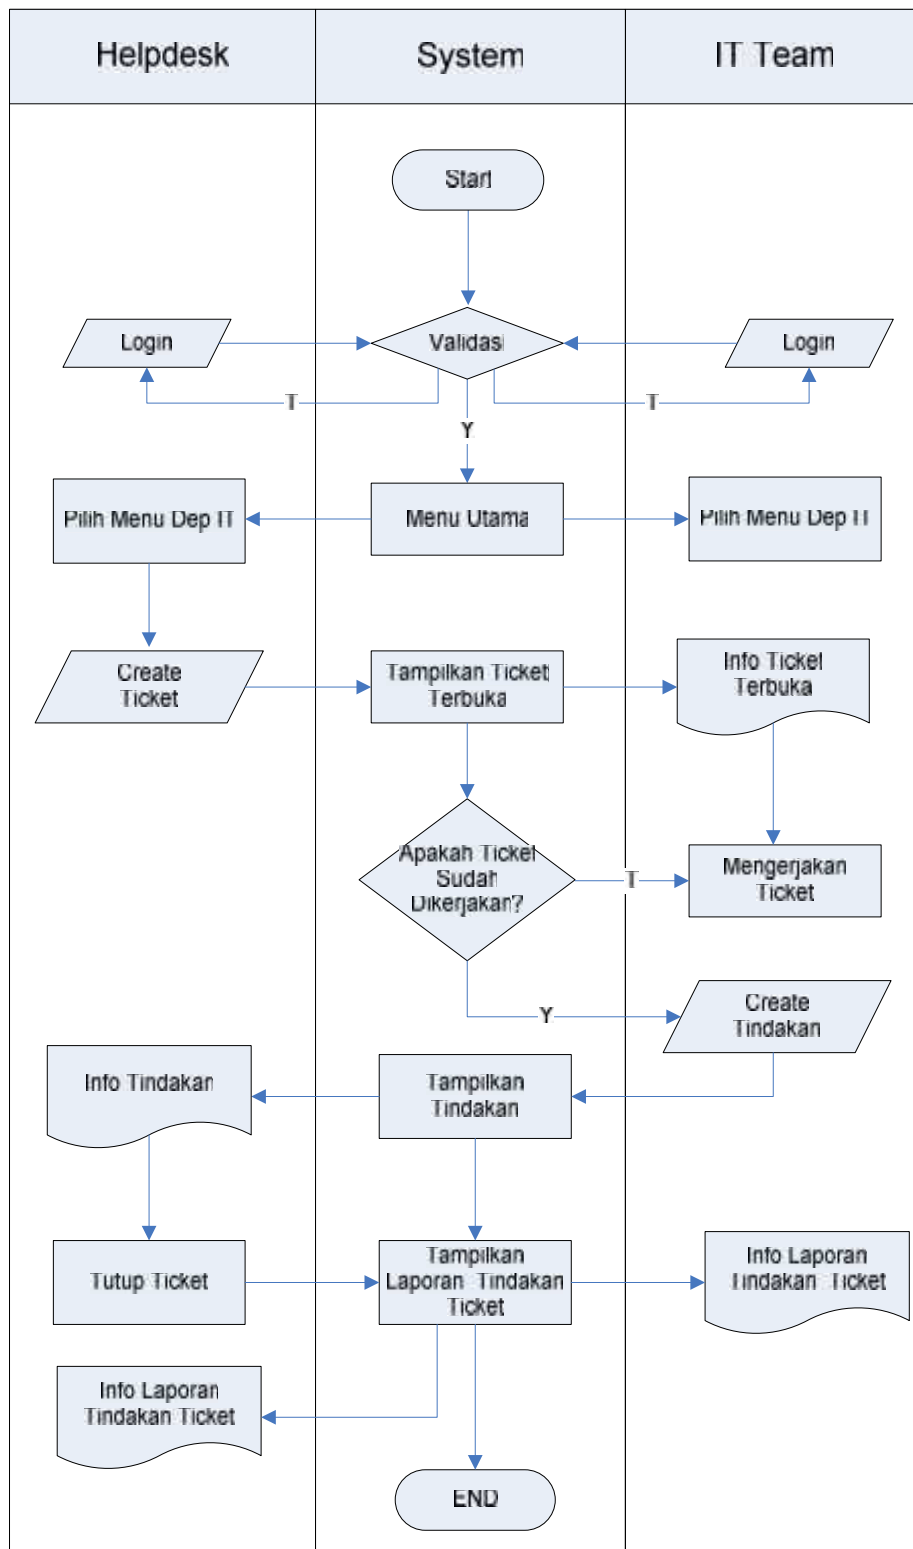 Helpdesk
System
IT Team
Start
Login
Validasi
Login
T
T
Y
Pilih Menu Dep IT
Menu Utama
Pilih Menu Dep IT
Create
Ticket
Tampilkan Ticket
Terbuka
Info Ticket
Terbuka
Apakah Ticket
Sudah
Dikerjakan?
T
Mengerjakan
Ticket
Y
Create
Tindakan
Info Tindakan
Tampilkan
Tindakan
Tutup Ticket
Tampilkan
Laporan Tindakan
Ticket
Info Laporan
Tindakan Ticket
Info Laporan
Tindakan Ticket
END